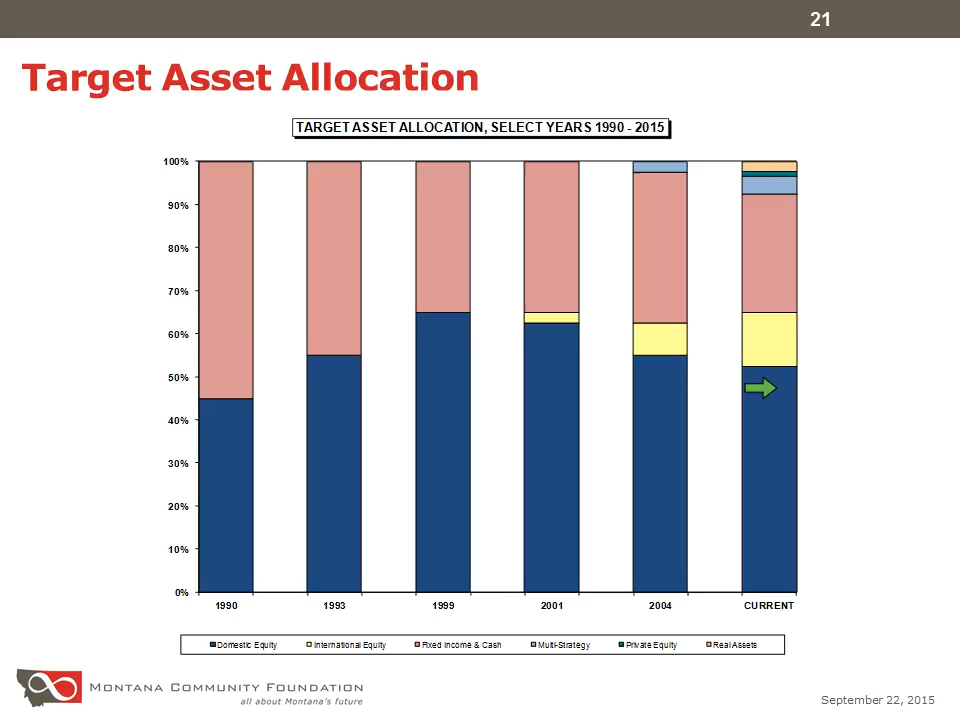 21
Target Asset Allocation
TARGET ASSET ALLOCATION, SELECT YEARS 1990 - 2015
100%
90%
80%
70%
60%
50%
40%
30%
20%
10%
0%
1990 1993 1999 2001 2004 CURRENT
Domestic Equity International Equity Fixed Income & Cash Multi-Strategy Private Equity Real Assets
Montana Community Foundation
all about Montana's future
September 22, 2015